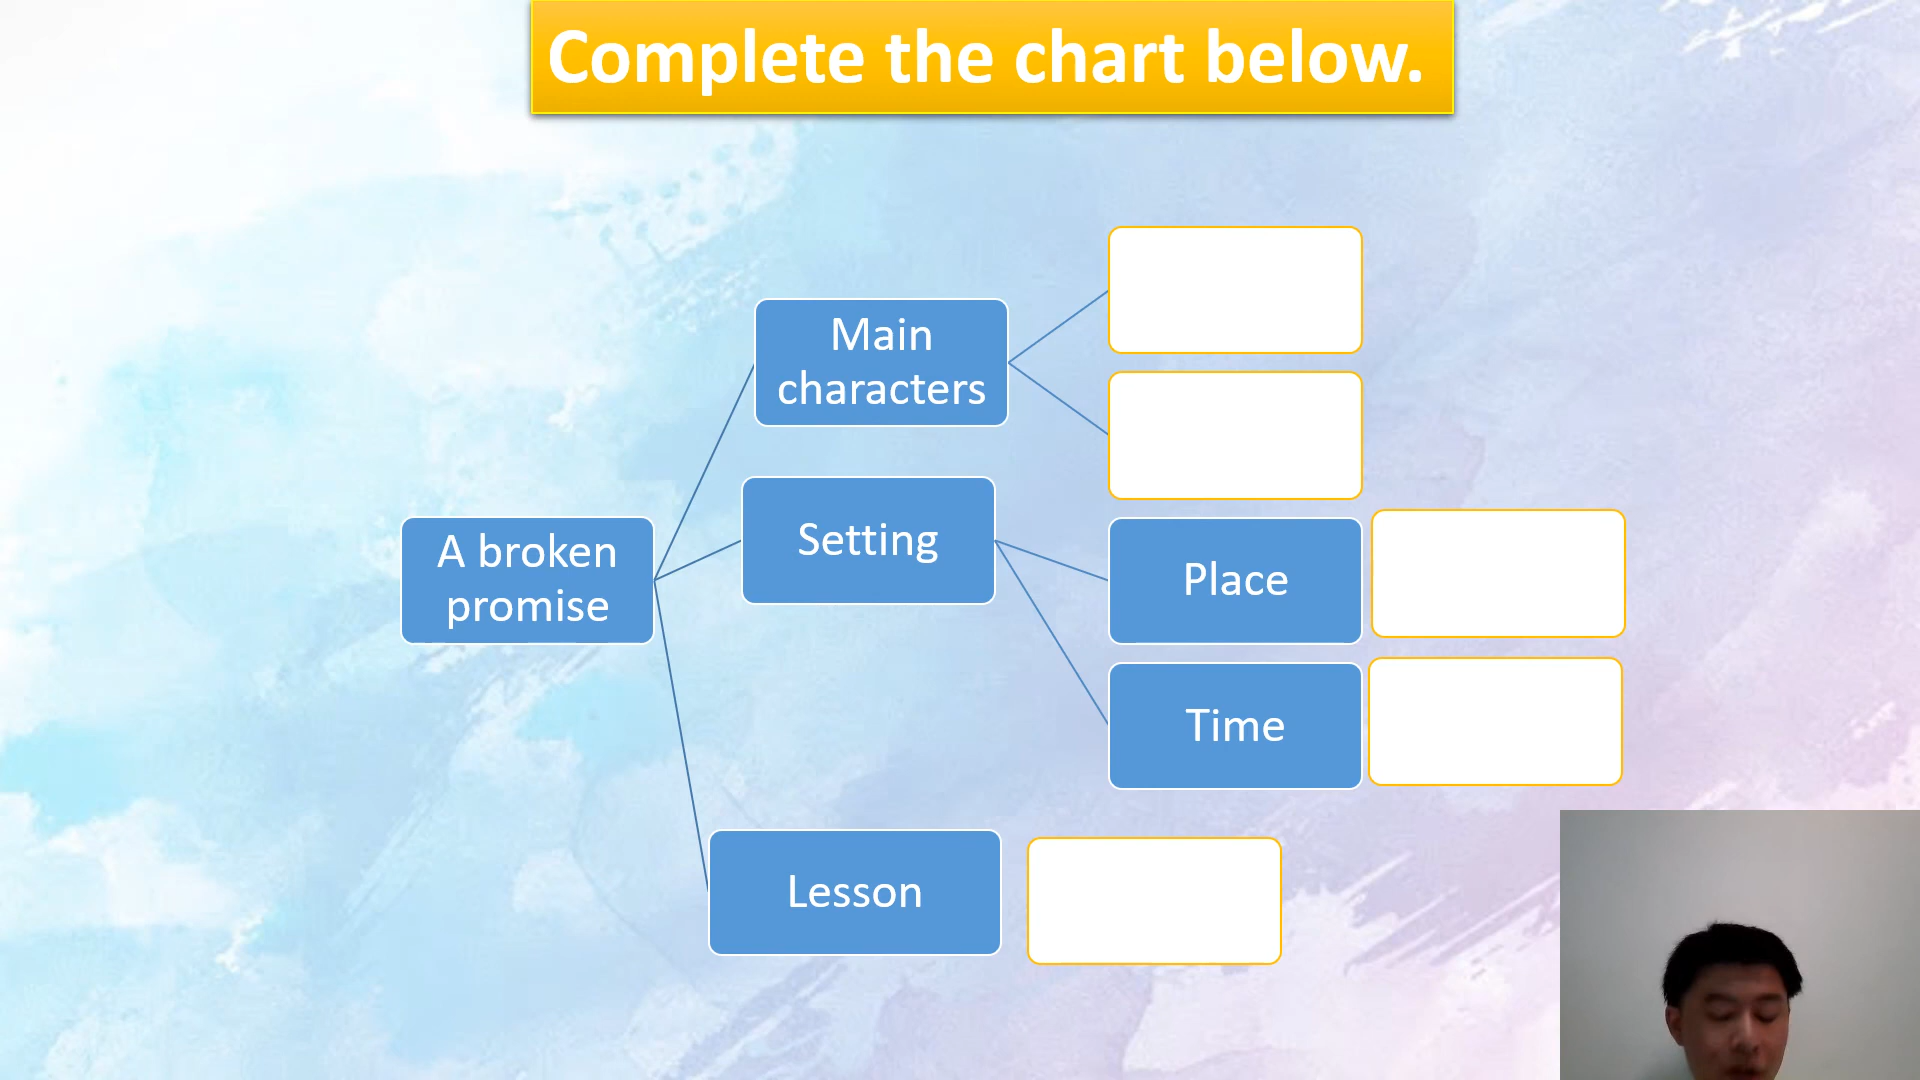 Complete the chart below.
Main
characters
A broken
promise
Setting
Place
Time
Lesson